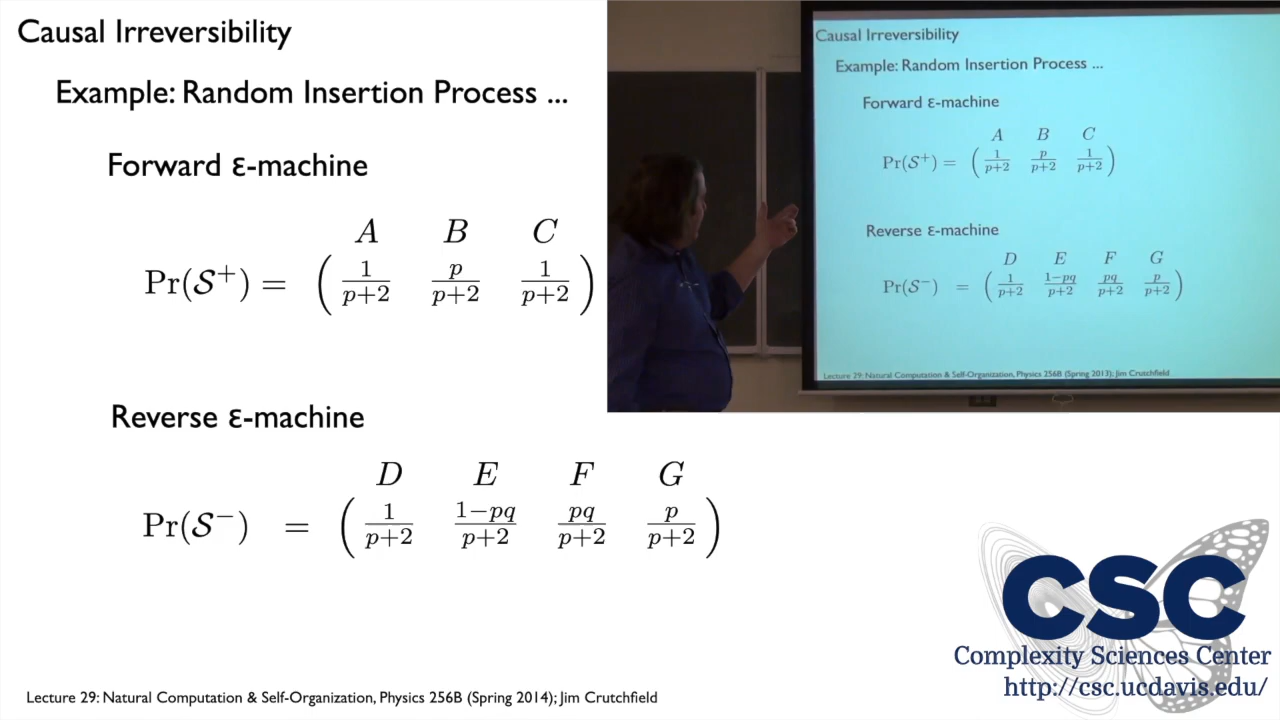 Causal Irreversibility
Example: Random Insertion Process ...
Forward ε-machine
A B C
Pr(S⁺) = ( 1/p+2 p/p+2 1/p+2 )
Reverse ε-machine
D E F G
Pr(S⁻) = ( 1/p+2 1−pq/p+2 pq/p+2 p/p+2 )
Lecture 29: Natural Computation & Self-Organization, Physics 256B (Spring 2014); Jim Crutchfield
Causal Irreversibility
Example: Random Insertion Process ...
Forward ε-machine
A B C
Pr(S⁺) = ( 1/p+2 p/p+2 1/p+2 )
Reverse ε-machine
D E F G
Pr(S⁻) = ( 1/p+2 1−pq/p+2 pq/p+2 p/p+2 )
Lecture 29: Natural Computation & Self-Organization, Physics 256B (Spring 2013); Jim Crutchfield
CSC
Complexity Sciences Center
http://csc.ucdavis.edu/